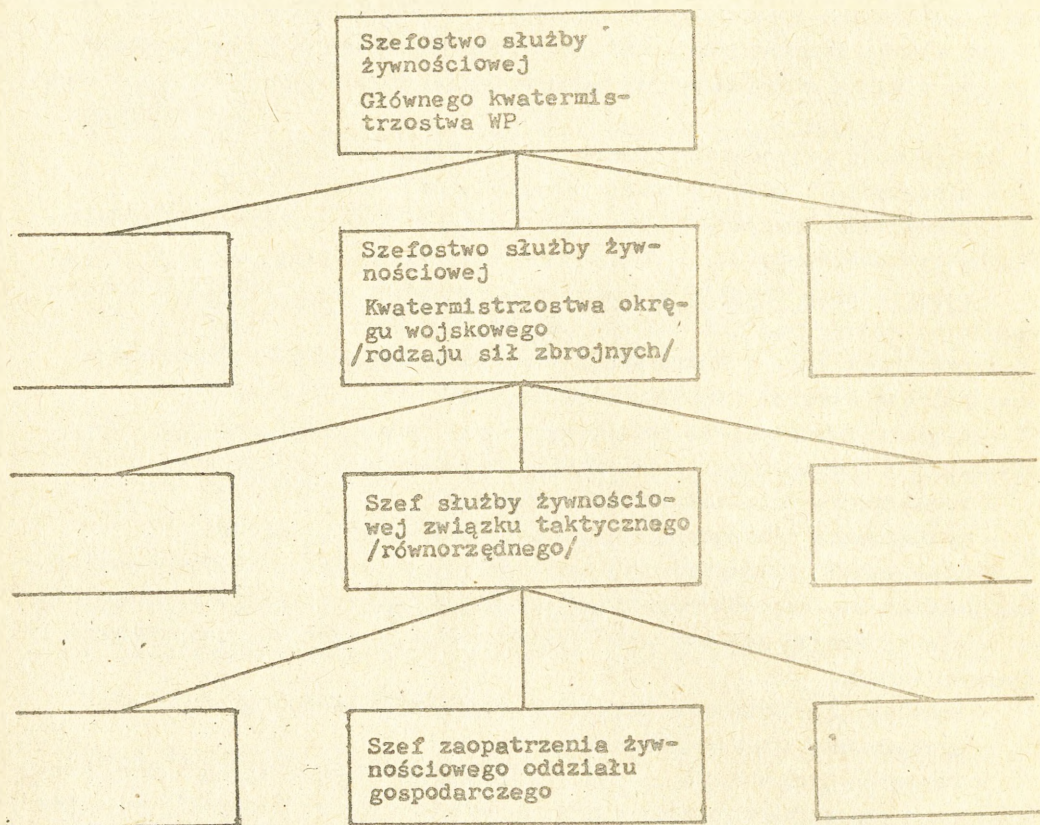 Szefostwo służby
żywnościowej
Głównego kwatermis-
trzostwa WP
Szefostwo służby żyw-
nościowej
Kwatermistrzostwa okrę-
gu wojskowego
/rodzaju sił zbrojnych/
Szef służby żywnościo-
wej związku taktycznego
/równorzędnego/
Szef zaopatrzenia żyw-
nościowego oddziału
gospodarczego